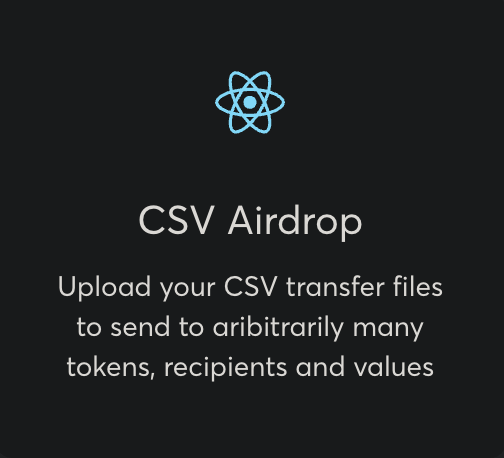 CSV Airdrop
Upload your CSV transfer files
to send to aribitrarily many
tokens, recipients and values